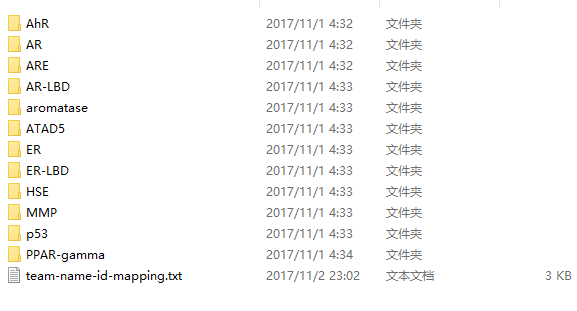 AhR 2017/11/1 4:32 文件夹
AR 2017/11/1 4:32 文件夹
ARE 2017/11/1 4:32 文件夹
AR-LBD 2017/11/1 4:33 文件夹
aromatase 2017/11/1 4:33 文件夹
ATAD5 2017/11/1 4:33 文件夹
ER 2017/11/1 4:33 文件夹
ER-LBD 2017/11/1 4:33 文件夹
HSE 2017/11/1 4:33 文件夹
MMP 2017/11/1 4:33 文件夹
p53 2017/11/1 4:33 文件夹
PPAR-gamma 2017/11/1 4:34 文件夹
team-name-id-mapping.txt 2017/11/2 23:02 文本文档 3 KB